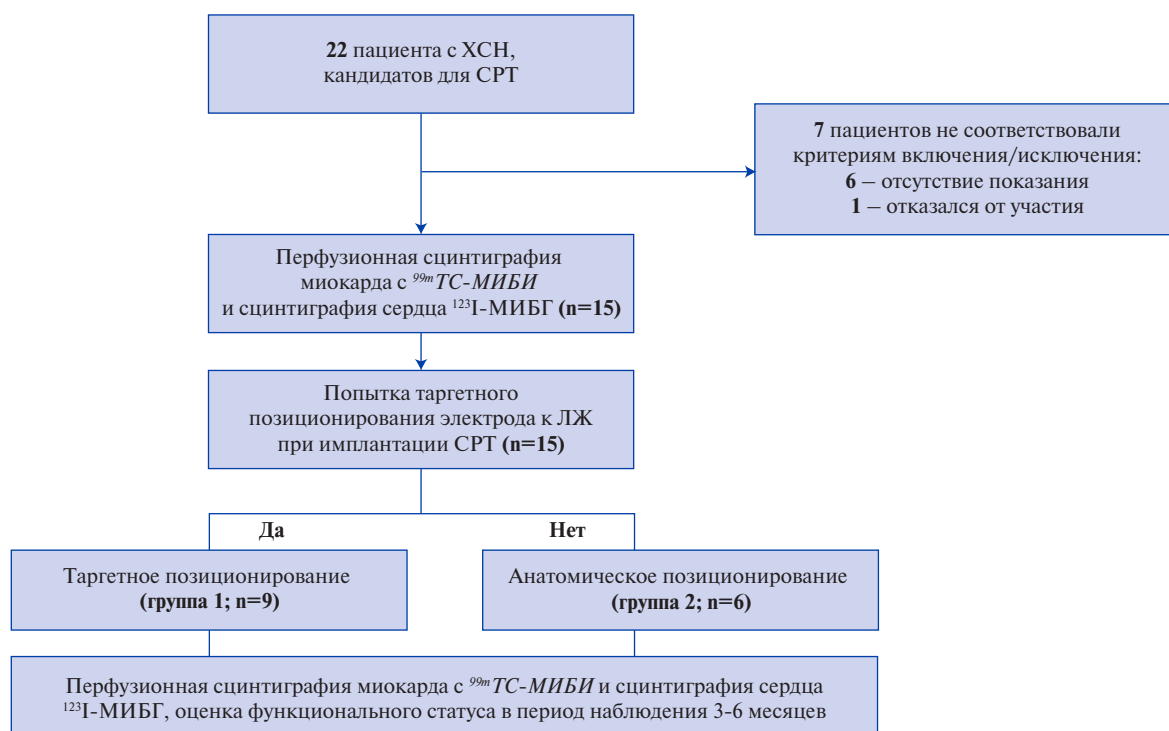 22 пациента с ХСН,
кандидатов для СРТ
7 пациентов не соответствовали
критериям включения/исключения:
6 – отсутствие показания
1 – отказался от участия
Перфузионная сцинтиграфия
миокарда с 99mТС-МИБИ
и сцинтиграфия сердца 123I-МИБГ (n=15)
Попытка таргетного
позиционирования электрода к ЛЖ
при имплантации СРТ (n=15)
Да
Нет
Таргетное позиционирование
(группа 1; n=9)
Анатомическое позиционирование
(группа 2; n=6)
Перфузионная сцинтиграфия миокарда с 99mТС-МИБИ и сцинтиграфия сердца
123I-МИБГ, оценка функционального статуса в период наблюдения 3-6 месяцев